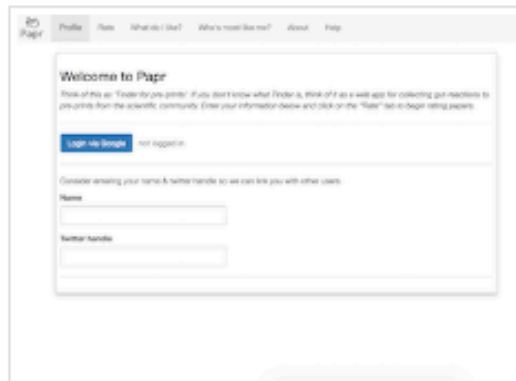 Papr
Profile Rate What do I like? Who's most like me? About Help
Welcome to Papr
Think of this as "Tinder for pre-prints". If you don't know what Tinder is, think of it as a web app for collecting gut-reactions to
pre-prints from the scientific community. Enter your information below and click on the "Rate" tab to begin rating papers.
Login via Google not logged in
Consider entering your name & twitter handle so we can link you with other users
Name
Twitter handle